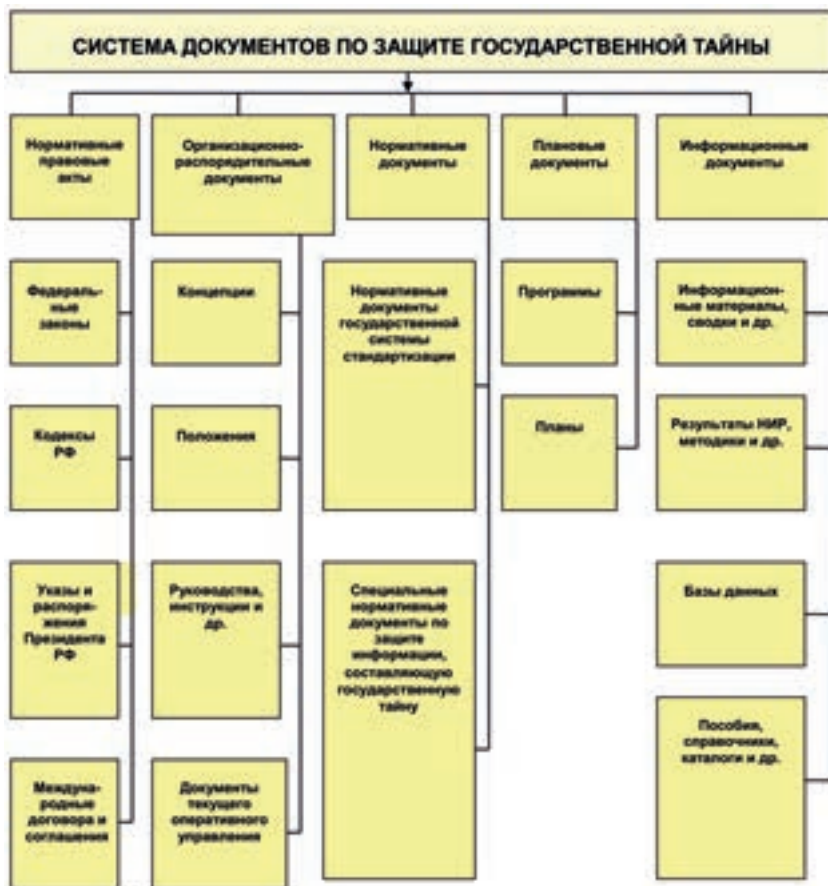 СИСТЕМА ДОКУМЕНТОВ ПО ЗАЩИТЕ ГОСУДАРСТВЕННОЙ ТАЙНЫ
Нормативные
правовые
акты
Организационно-
распорядительные
документы
Нормативные
документы
Плановые
документы
Информационные
документы
Федераль-
ные
законы
Концепции
Нормативные
документы
государственной
системы
стандартизации
Программы
Информацион-
ные материалы,
сводки и др.
Кодексы
РФ
Положения
Планы
Результаты НИР,
методики и др.
Указы и
распоря-
жения
Президента
РФ
Руководства,
инструкции и
др.
Специальные
нормативные
документы по
защите
информации,
составляющую
государственную
тайну
Базы данных
Пособия,
справочники,
каталоги и др.
Междуна-
родные
договора и
соглашения
Документы
текущего
оперативного
управления